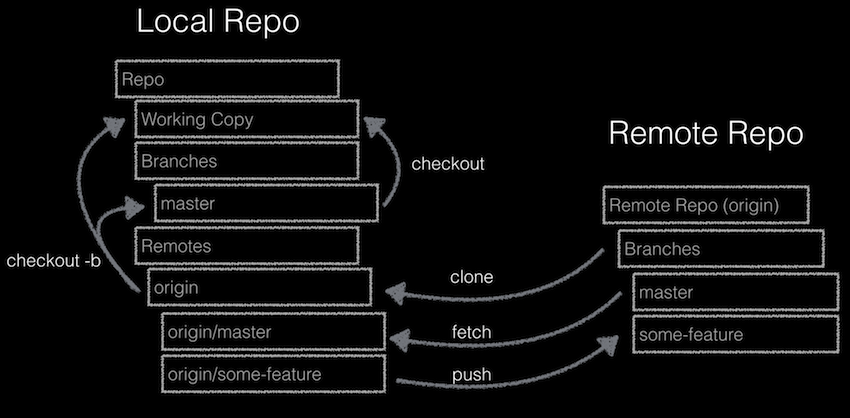 Local Repo
Repo
Working Copy
Branches
master
Remotes
origin
origin/master
origin/some-feature
checkout
checkout -b
clone
fetch
push
Remote Repo
Remote Repo (origin)
Branches
master
some-feature